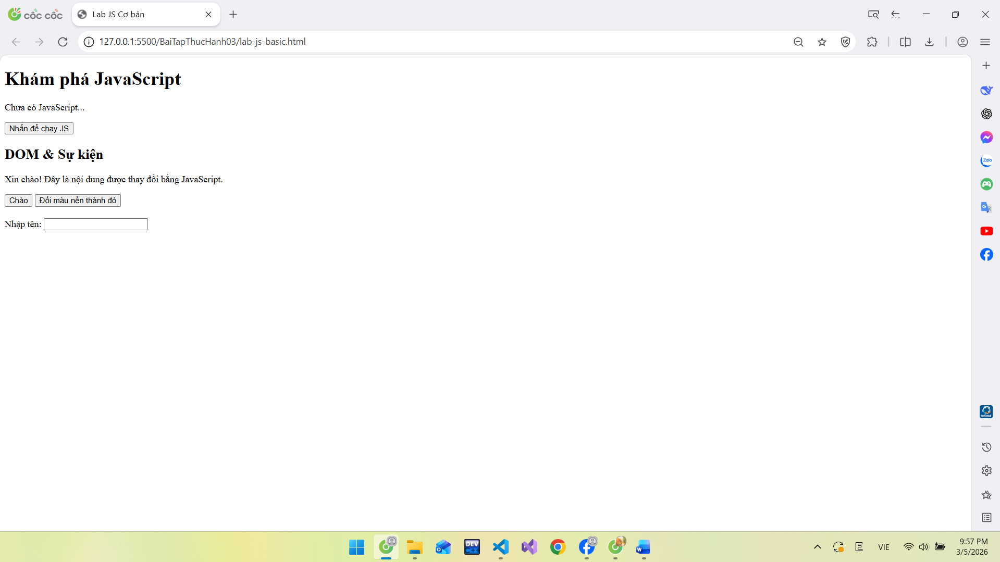 cốc cốc
Lab JS Cơ bản
127.0.0.1:5500/BaiTapThucHanh03/lab-js-basic.html
Khám phá JavaScript
Chưa có JavaScript...
Nhấn để chạy JS
DOM & Sự kiện
Xin chào! Đây là nội dung được thay đổi bằng JavaScript.
Chào Đổi màu nền thành đỏ
Nhập tên:
Zalo
DEV
C++
VIE
9:57 PM
3/5/2026